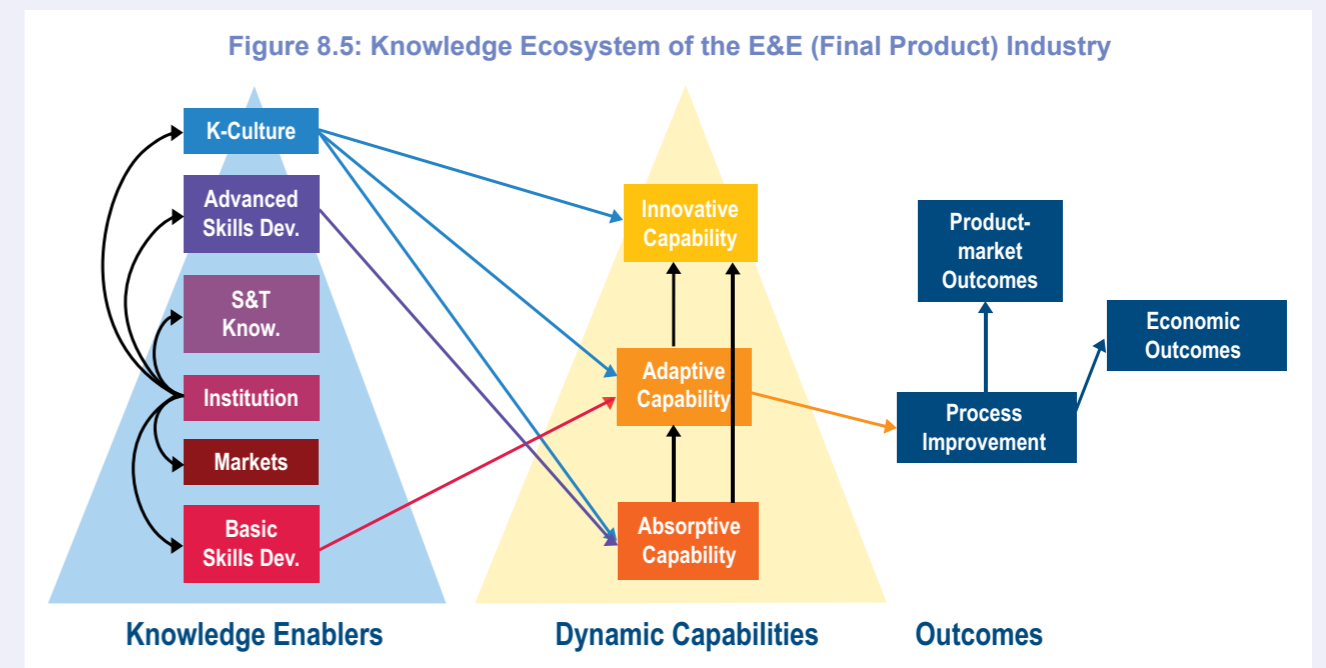 Figure 8.5: Knowledge Ecosystem of the E&E (Final Product) Industry
K-Culture
Advanced
Skills Dev.
S&T
Know.
Institution
Markets
Basic
Skills Dev.
Knowledge Enablers
Innovative
Capability
Adaptive
Capability
Absorptive
Capability
Dynamic Capabilities
Product-
market
Outcomes
Economic
Outcomes
Process
Improvement
Outcomes